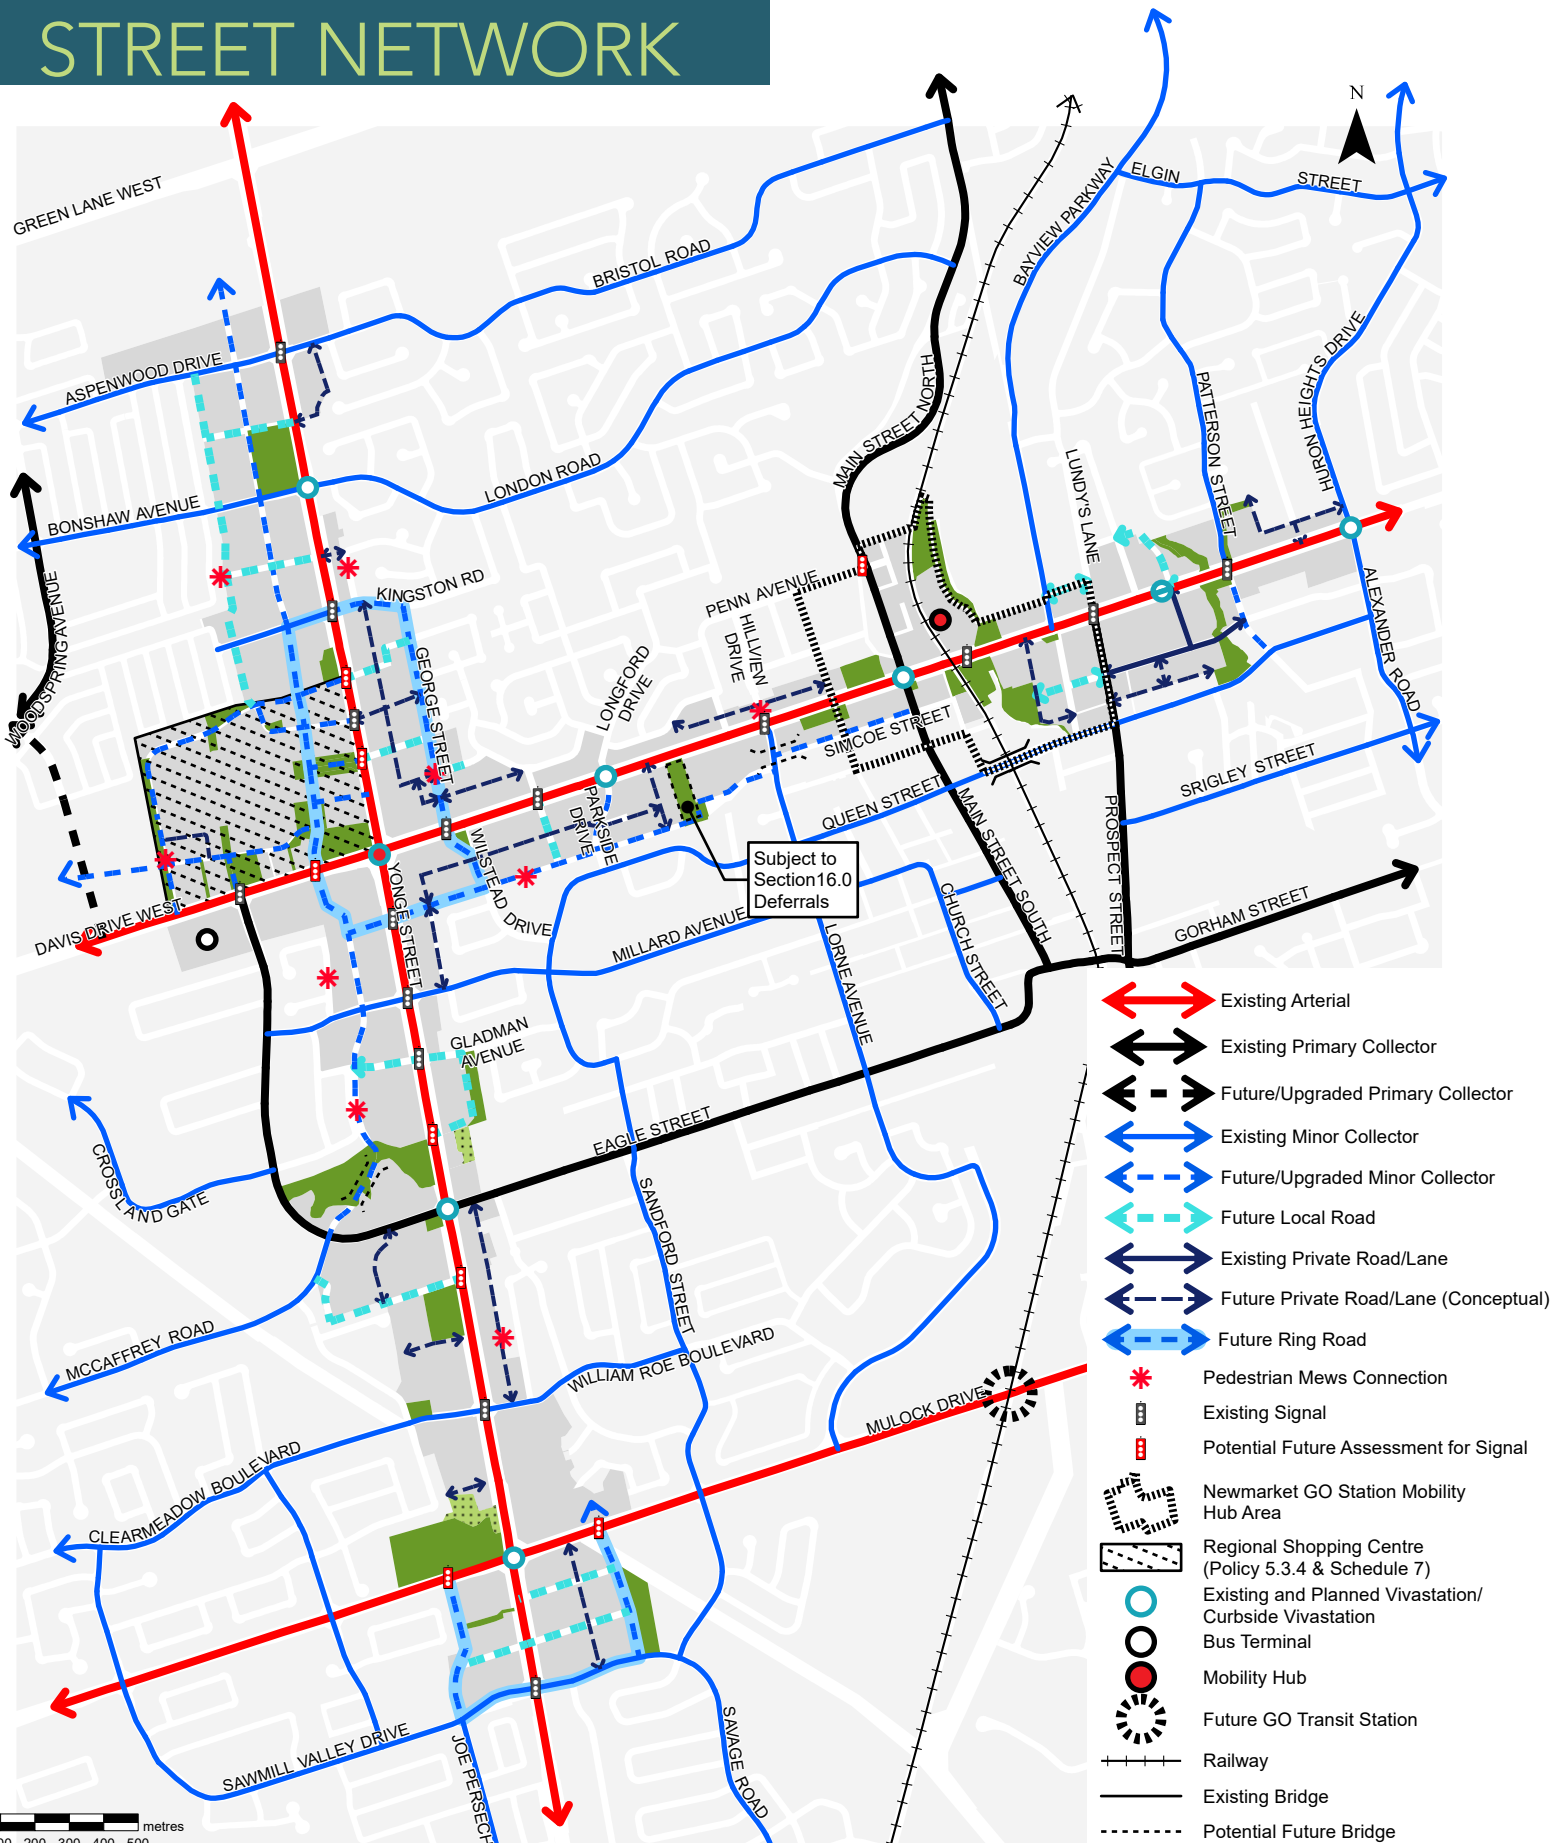 STREET NETWORK
N
GREEN LANE WEST
BRISTOL ROAD
ELGIN STREET
BAYVIEW PARKWAY
ASPENWOOD DRIVE
LONDON ROAD
BONSHAW AVENUE
MAIN STREET NORTH
PATTERSON STREET
HURON HEIGHTS DRIVE
LUNDY'S LANE
WOODSPRING AVENUE
KINGSTON RD
PENN AVENUE
HILLVIEW
DRIVE
GEORGE STREET
LONGFORD
DRIVE
ALEXANDER ROAD
SIMCOE STREET
SRIGLEY STREET
QUEEN STREET
PARKSIDE
DRIVE
MAIN STREET SOUTH
PROSPECT STREET
WILSTEAD DRIVE
YONGE STREET
Subject to
Section16.0
Deferrals
DAVIS DRIVE WEST
MILLARD AVENUE
CHURCH STREET
LORNE AVENUE
GORHAM STREET
GLADMAN
AVENUE
EAGLE STREET
CROSSLAND GATE
SANDFORD STREET
MCCAFFREY ROAD
WILLIAM ROE BOULEVARD
MULOCK DRIVE
CLEARMEADOW BOULEVARD
SAWMILL VALLEY DRIVE
JOE PERSECH
SAVAGE ROAD
Existing Arterial
Existing Primary Collector
Future/Upgraded Primary Collector
Existing Minor Collector
Future/Upgraded Minor Collector
Future Local Road
Existing Private Road/Lane
Future Private Road/Lane (Conceptual)
Future Ring Road
Pedestrian Mews Connection
Existing Signal
Potential Future Assessment for Signal
Newmarket GO Station Mobility
Hub Area
Regional Shopping Centre
(Policy 5.3.4 & Schedule 7)
Existing and Planned Vivastation/
Curbside Vivastation
Bus Terminal
Mobility Hub
Future GO Transit Station
Railway
Existing Bridge
Potential Future Bridge
metres
200 300 400 500